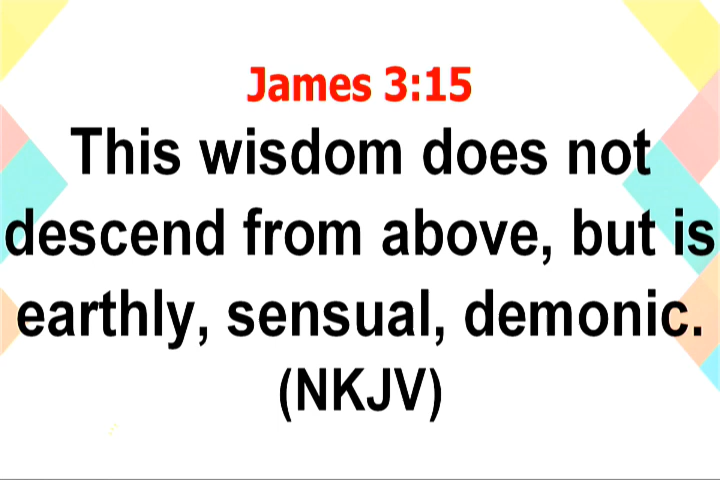 James 3:15
This wisdom does not
descend from above, but is
earthly, sensual, demonic.
(NKJV)